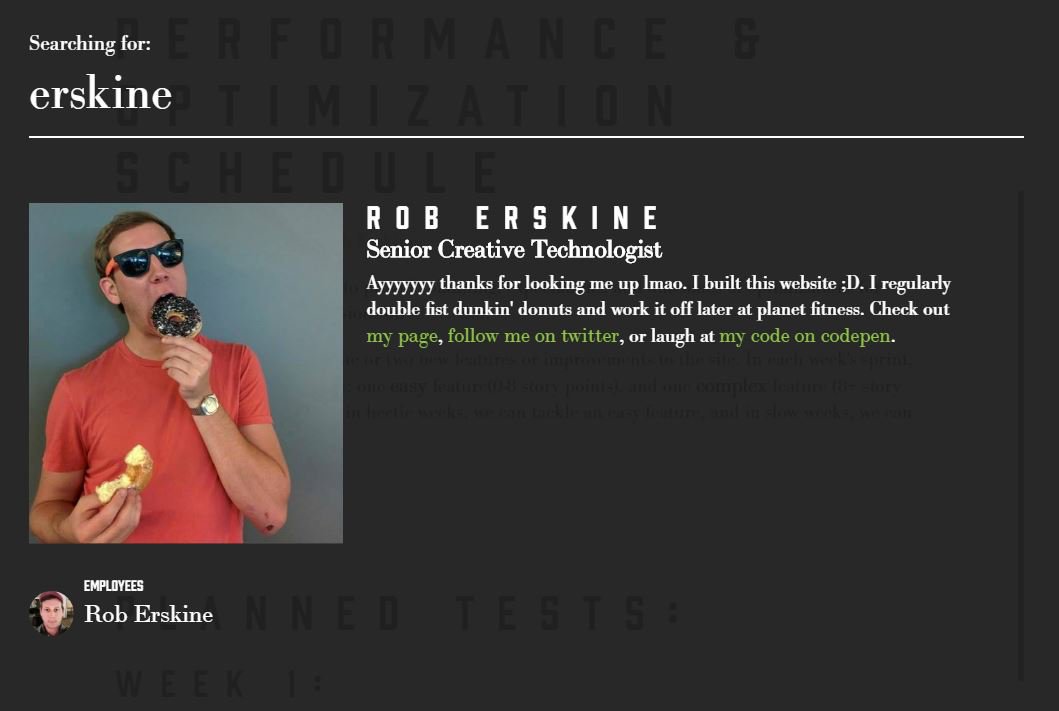 Searching for:
erskine
PERFORMANCE &
OPTIMIZATION
SCHEDULE
ROB ERSKINE
Senior Creative Technologist
Ayyyyyyy thanks for looking me up lmao. I built this website ;D. I regularly
double fist dunkin' donuts and work it off later at planet fitness. Check out
my page, follow me on twitter, or laugh at my code on codepen.
e or two new features or improvements to the site. In each week's sprint,
: one easy feature(0-8 story points), and one complex feature (8+ story
in hectic weeks, we can tackle an easy feature, and in slow weeks, we can
EMPLOYEES
Rob Erskine
PLANNED TESTS:
WEEK 1: